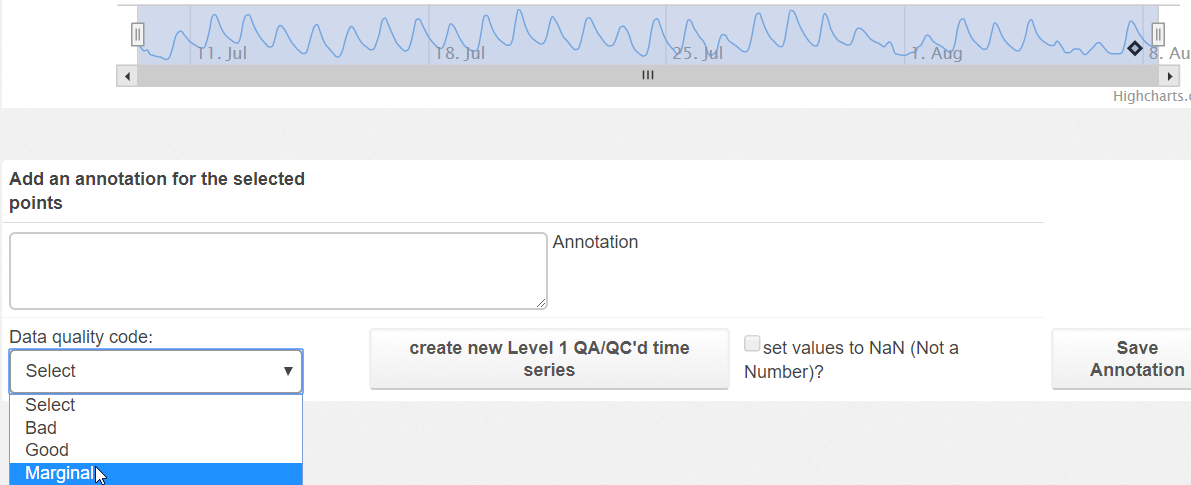 11. Jul 18. Jul 25. Jul 1. Aug 8. Au
Highcharts.c
Add an annotation for the selected
points
Annotation
Data quality code:
Select
create new Level 1 QA/QC'd time
series
set values to NaN (Not a
Number)?
Save
Annotation
Select
Bad
Good
Marginal